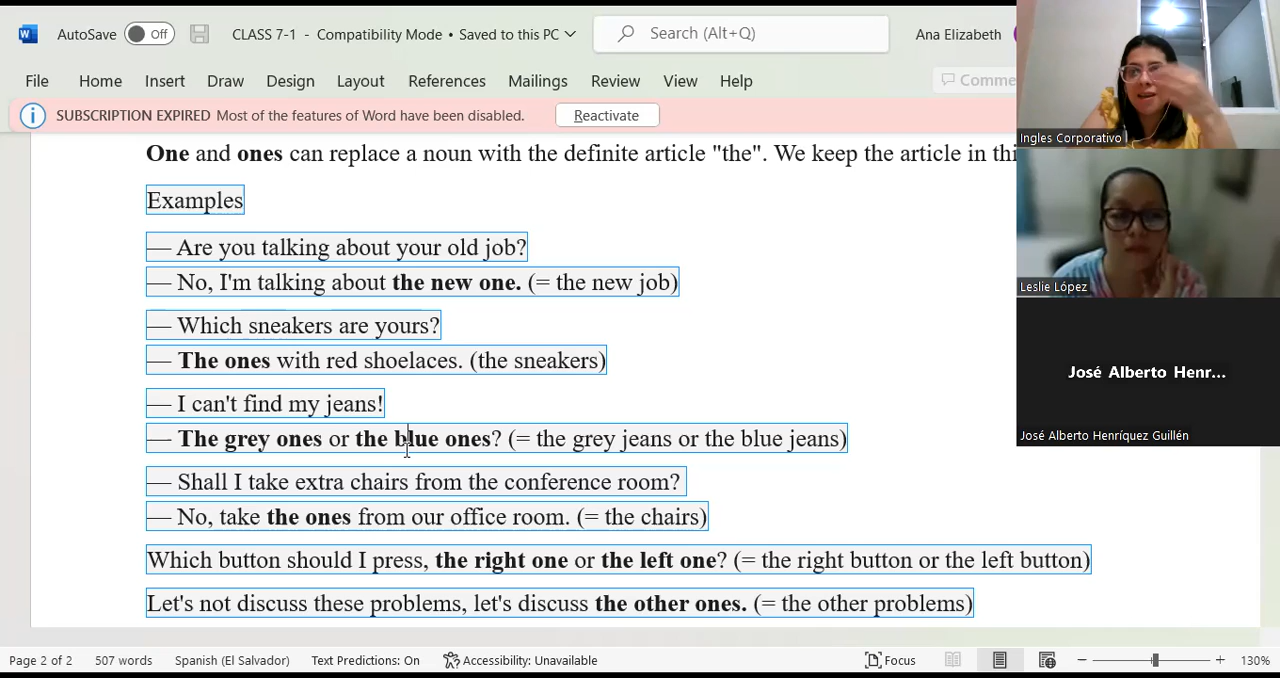 AutoSave Off CLASS 7-1 - Compatibility Mode • Saved to this PC Search (Alt+Q) Ana Elizabeth
File Home Insert Draw Design Layout References Mailings Review View Help Comme
SUBSCRIPTION EXPIRED Most of the features of Word have been disabled. Reactivate
One and ones can replace a noun with the definite article "the". We keep the article in thi
Examples
— Are you talking about your old job?
— No, I'm talking about the new one. (= the new job)
— Which sneakers are yours?
— The ones with red shoelaces. (the sneakers)
— I can't find my jeans!
— The grey ones or the blue ones? (= the grey jeans or the blue jeans)
— Shall I take extra chairs from the conference room?
— No, take the ones from our office room. (= the chairs)
Which button should I press, the right one or the left one? (= the right button or the left button)
Let's not discuss these problems, let's discuss the other ones. (= the other problems)
Page 2 of 2 507 words Spanish (El Salvador) Text Predictions: On Accessibility: Unavailable Focus 130%
Ingles Corporativo
Leslie López
José Alberto Henr...
José Alberto Henríquez Guillén